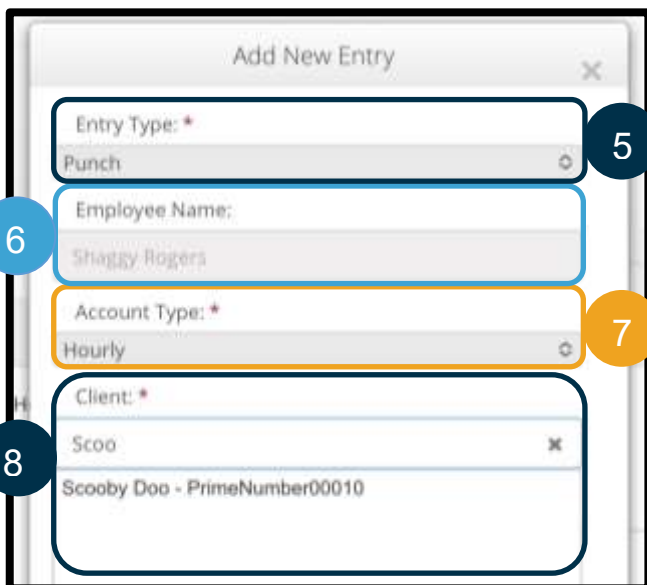 Add New Entry
Entry Type: *
Punch
5
Employee Name:
6
Shaggy Rogers
Account Type: *
7
Hourly
H
Client: *
Scoo
8
Scooby Doo - PrimeNumber00010